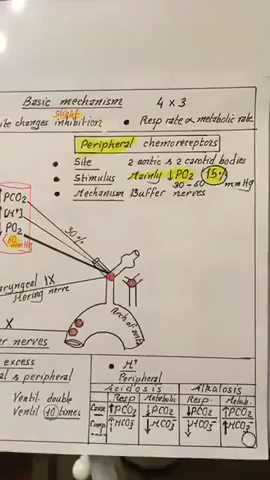 Basic mechanism 4 x 3
Slight
site changes inhibition • Resp rate α metabolic rate
Peripheral chemoreceptors
• Site 2 aortic & 2 carotid bodies
• Stimulus Mainly ↓PO2 15%
30-60 mmHg
• Mechanism Buffer nerves
PCO2
[H+]
↓
PO2
<60 mmHg
30%
aryngeal IX
Hering nerve
Arch of aorta
X
er nerves
excess
al & peripheral
Ventil. double
Ventil 10 times
• H+
Peripheral
Acidosis Alkalosis
Resp Metabolic Resp. Metab.
Cause ↑PCO2 ↓PCO2 ↓PCO2 ↑PCO2
Comp ↑HCO3 ↓HCO3 ↓HCO3 ↑HCO3